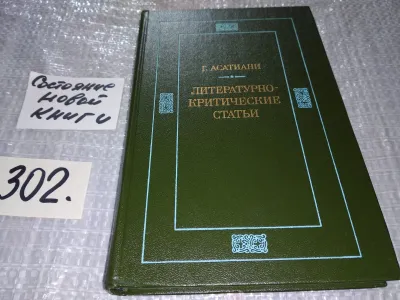 Состояние
новой
книги
302.
Г. АСАТИАНИ
ЛИТЕРАТУРНО-
КРИТИЧЕСКИЕ
СТАТЬИ